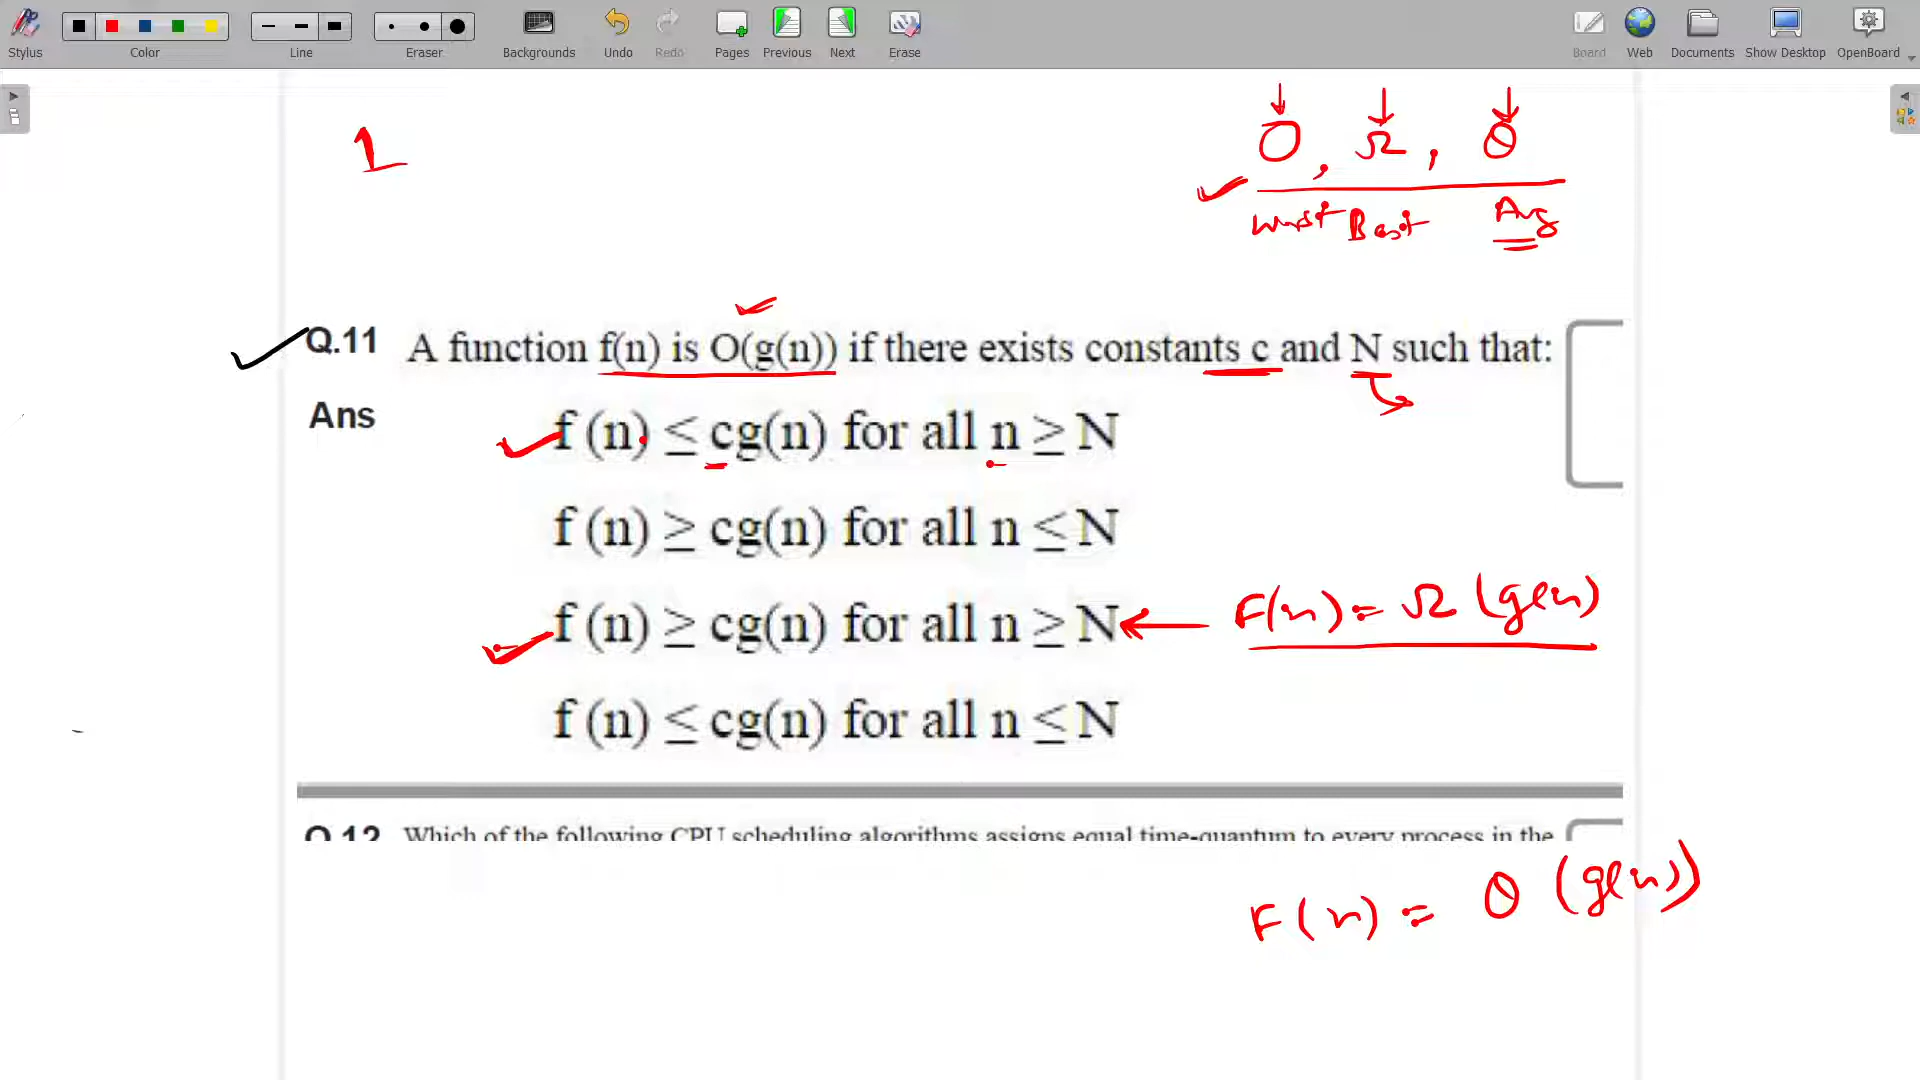 Stylus Color Line Eraser Backgrounds Undo Redo Pages Previous Next Erase Board Web Documents Show Desktop OpenBoard
1
O, Ω, θ
Worst Best Avg
Q.11 A function f(n) is O(g(n)) if there exists constants c and N such that:
Ans
f (n) ≤ cg(n) for all n ≥ N
f (n) ≥ cg(n) for all n ≤ N
f (n) ≥ cg(n) for all n ≥ N ← F(n) = Ω (g(n)
f (n) ≤ cg(n) for all n ≤ N
Q.12 Which of the following CPU scheduling algorithms assigns equal time-quantum to every process in the
F(n) = θ (g(n))